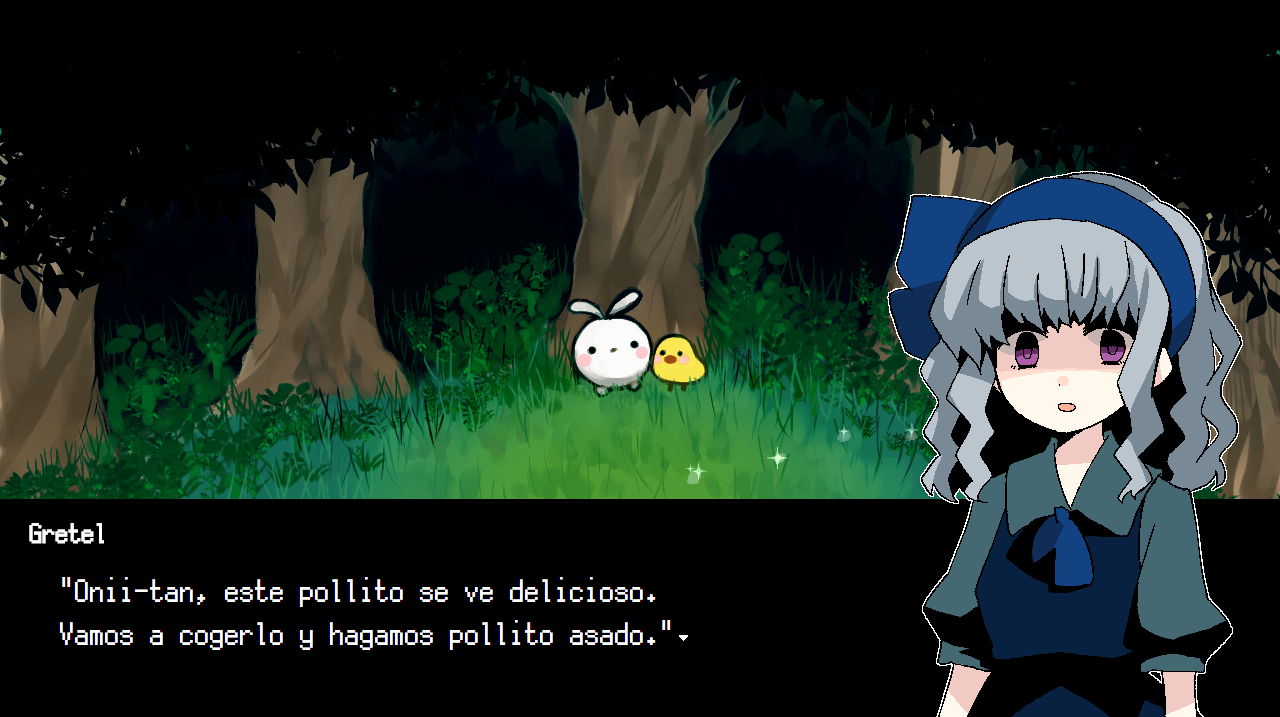 Gretel
"Onii-tan, este pollito se ve delicioso.
Vamos a cogerlo y hagamos pollito asado."